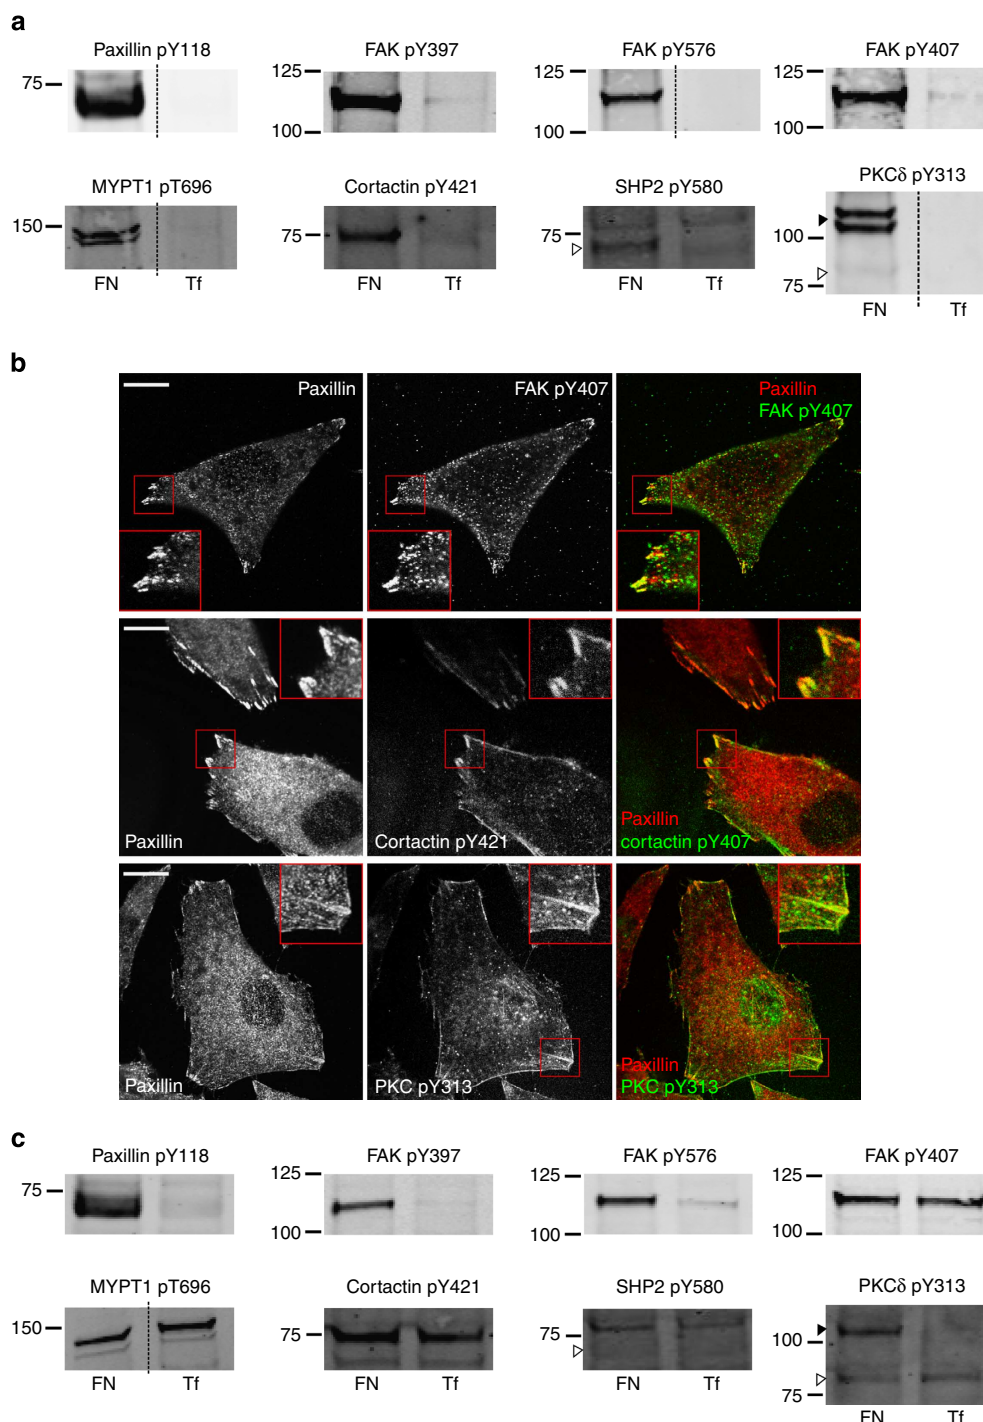 a
Paxillin pY118
FAK pY397
FAK pY576
FAK pY407
75
125
100
125
100
125
100
MYPT1 pT696
Cortactin pY421
SHP2 pY580
PKCδ pY313
150
75
75
100
75
FN Tf
FN Tf
FN Tf
FN Tf
b
Paxillin
FAK pY407
Paxillin
FAK pY407
Paxillin
Cortactin pY421
Paxillin
cortactin pY407
Paxillin
PKC pY313
Paxillin
PKC pY313
c
Paxillin pY118
FAK pY397
FAK pY576
FAK pY407
75
125
100
125
100
125
100
MYPT1 pT696
Cortactin pY421
SHP2 pY580
PKCδ pY313
150
75
75
100
75
FN Tf
FN Tf
FN Tf
FN Tf